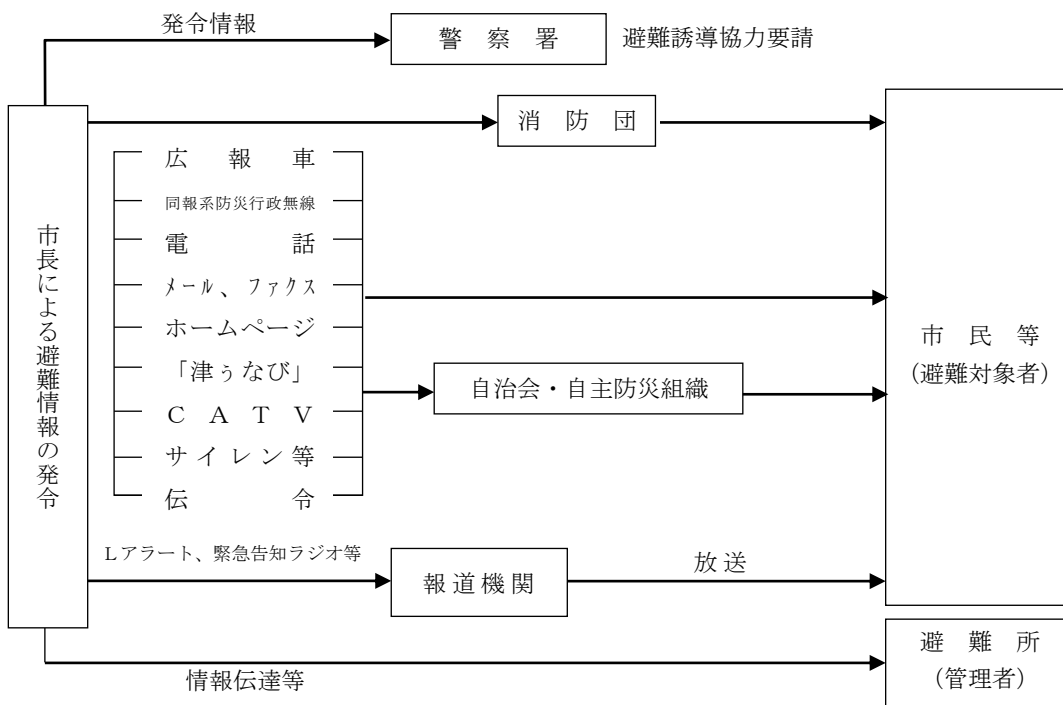 発令情報
警察署
避難誘導協力要請
消防団
市長による避難情報の発令
広報車
同報系防災行政無線
電話
メール、ファクス
ホームページ
「津ぅなび」
CATV
サイレン等
伝令
自治会・自主防災組織
市民等
(避難対象者)
Lアラート、緊急告知ラジオ等
報道機関
放送
避難所
(管理者)
情報伝達等